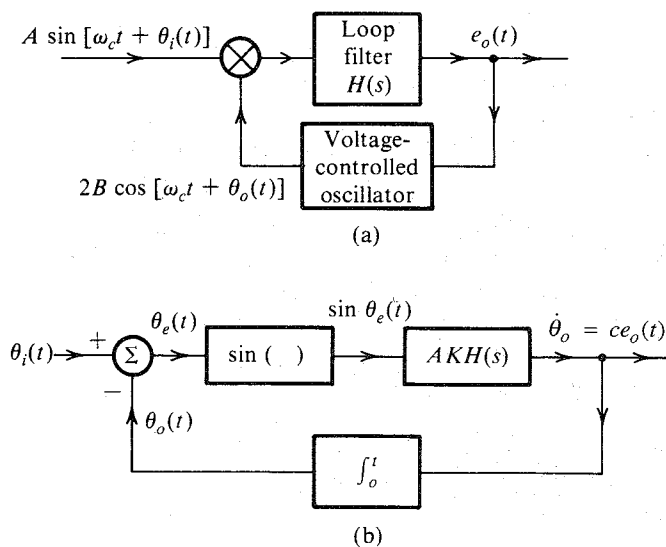 A sin [ω_c t + θ_i(t)]
Loop
filter
H(s)
e_o(t)
2B cos [ω_c t + θ_o(t)]
Voltage-
controlled
oscillator
(a)
θ_i(t)
+
Σ
−
θ_e(t)
sin ( )
sin θ_e(t)
AKH(s)
θ̇_o = ce_o(t)
θ_o(t)
∫_o^t
(b)